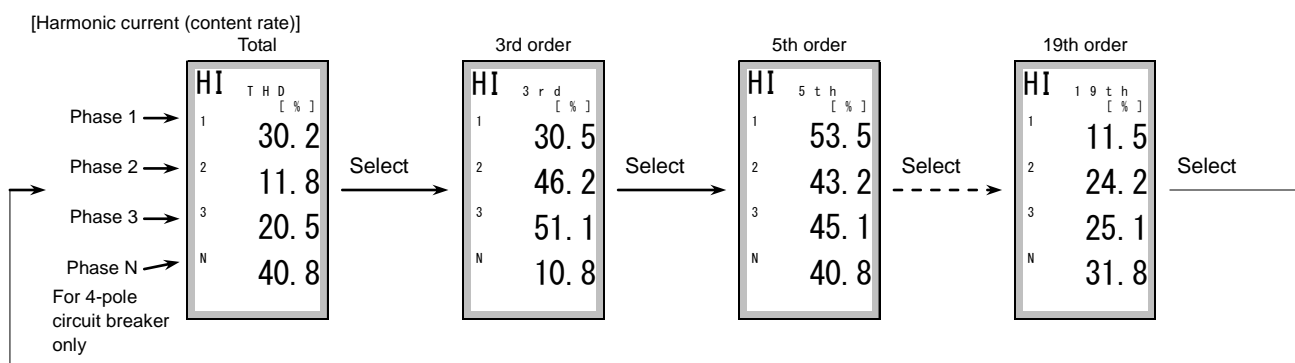 [Harmonic current (content rate)]
Total
3rd order
5th order
19th order
Phase 1
Phase 2
Phase 3
Phase N
For 4-pole
circuit breaker
only
HI THD
[%]
1
30.2
2
11.8
3
20.5
N
40.8
Select
HI 3rd
[%]
1
30.5
2
46.2
3
51.1
N
10.8
Select
HI 5th
[%]
1
53.5
2
43.2
3
45.1
N
40.8
Select
HI 19th
[%]
1
11.5
2
24.2
3
25.1
N
31.8
Select